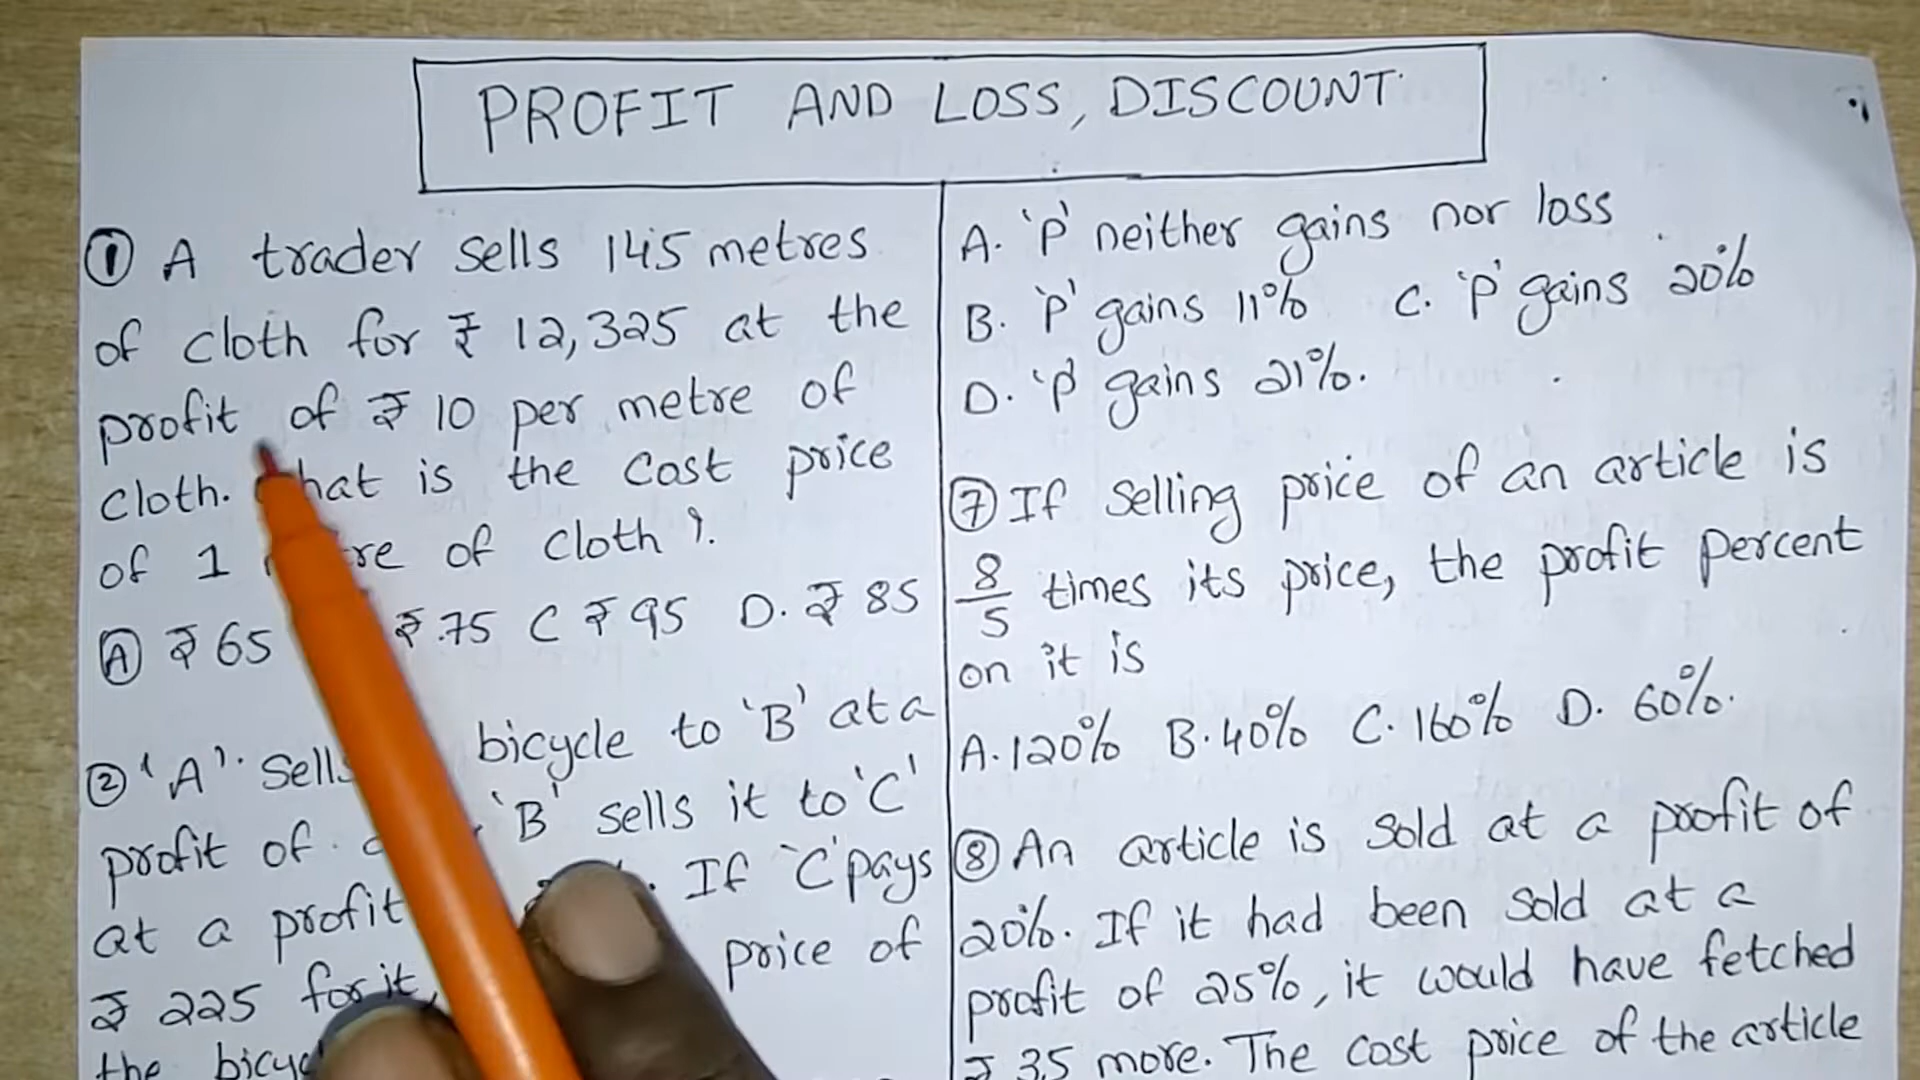 PROFIT AND LOSS, DISCOUNT
① A trader sells 145 metres
of cloth for ₹ 12,325 at the
profit of ₹ 10 per metre of
cloth. hat is the cost price
of 1 re of cloth ?.
Ⓐ ₹ 65 ₹.75 C ₹ 95 D. ₹ 85
② 'A'. Sells bicycle to 'B' at a
profit of 'B' sells it to 'C'
at a profit . If 'C' pays
₹ 225 for it, price of
the
A. 'P' neither gains nor loss
B. 'P' gains 11% C. 'P' gains 20%
D. 'P' gains 21%.
⑦ If selling price of an article is
8/5 times its price, the profit percent
on it is
A. 120% B. 40% C. 160% D. 60%.
⑧ An article is sold at a profit of
20%. If it had been sold at a
profit of 25%, it would have fetched
₹ 35 more. The cost price of the article